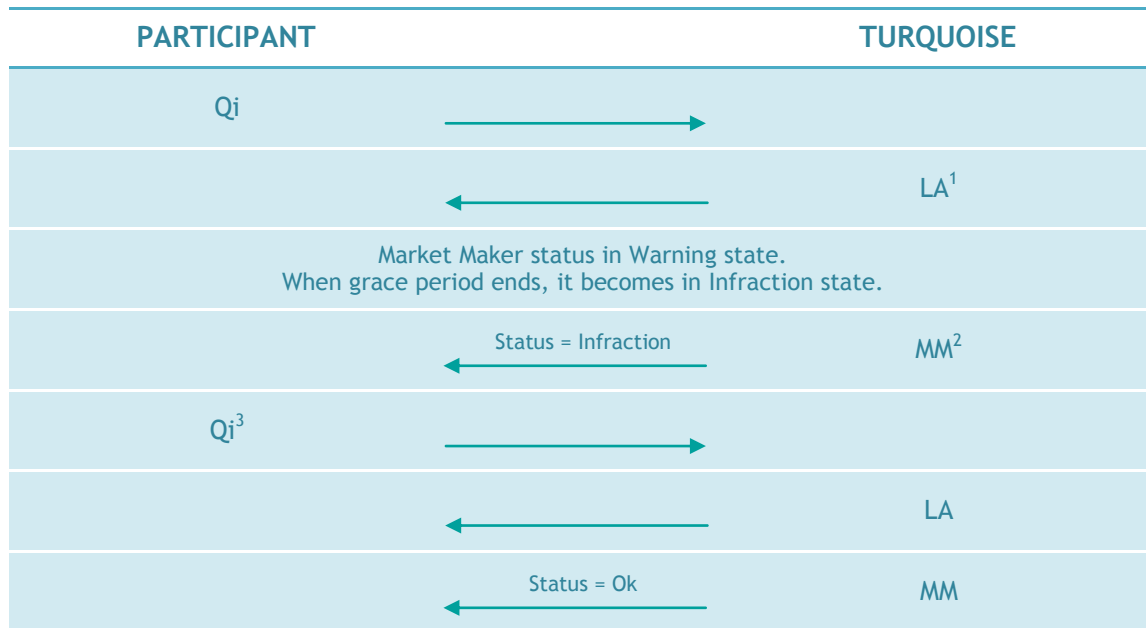 PARTICIPANT TURQUOISE
Qi
LA¹
Market Maker status in Warning state.
When grace period ends, it becomes in Infraction state.
Status = Infraction MM²
Qi³
LA
Status = Ok MM